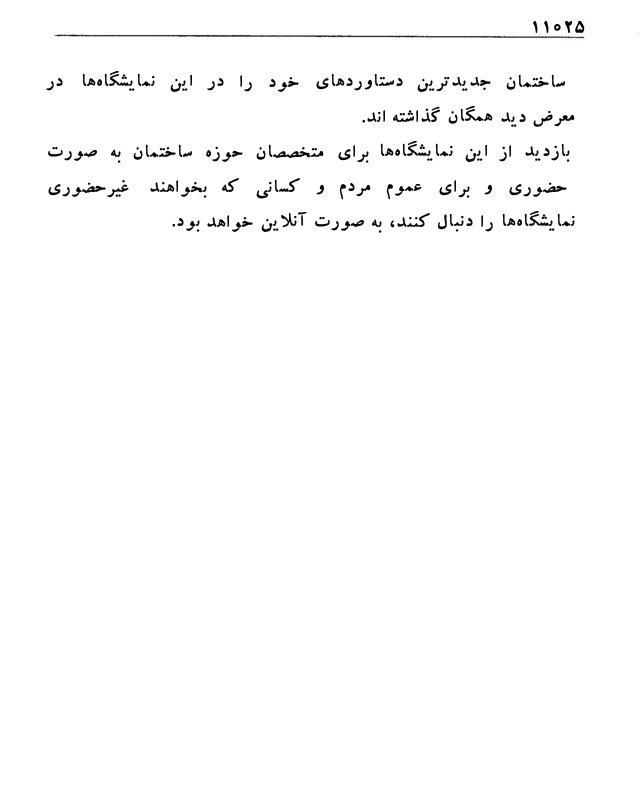 ۱۱۰۲۵
ساختمان جدیدترین دستاوردهای خود را در این نمایشگاه‌ها در
معرض دید همگان گذاشته اند.
بازدید از این نمایشگاه‌ها برای متخصصان حوزه ساختمان به صورت
حضوری و برای عموم مردم و کسانی که بخواهند غیرحضوری
نمایشگاه‌ها را دنبال کنند، به صورت آنلاین خواهد بود.